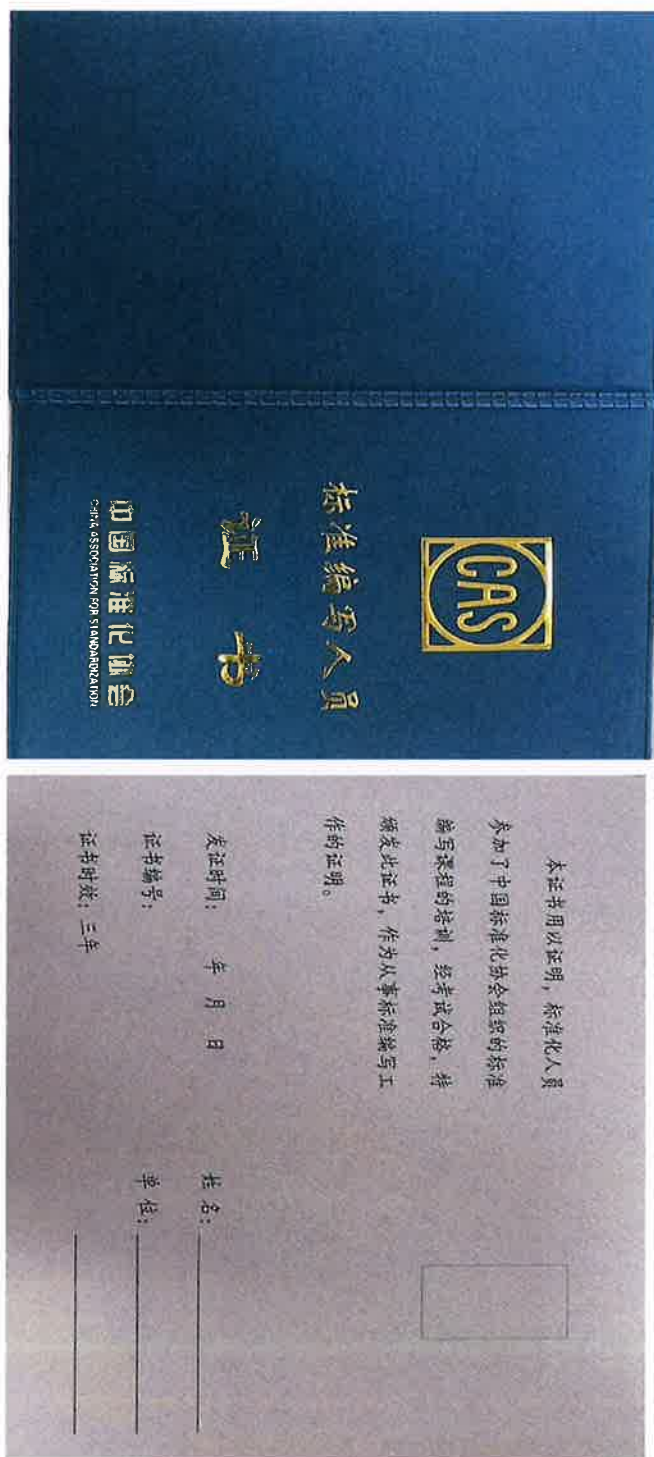 CAS
标准编写人员
证书
中国标准化协会
CHINA ASSOCIATION FOR STANDARDIZATION
本证书用以证明，标准化人员
参加了中国标准化协会组织的标准
编写课程的培训，经考试合格，特
颁发此证书，作为从事标准编写工
作的证明。
发证时间： 年 月 日
证书编号：
证书时效：三年
姓 名：
单 位：